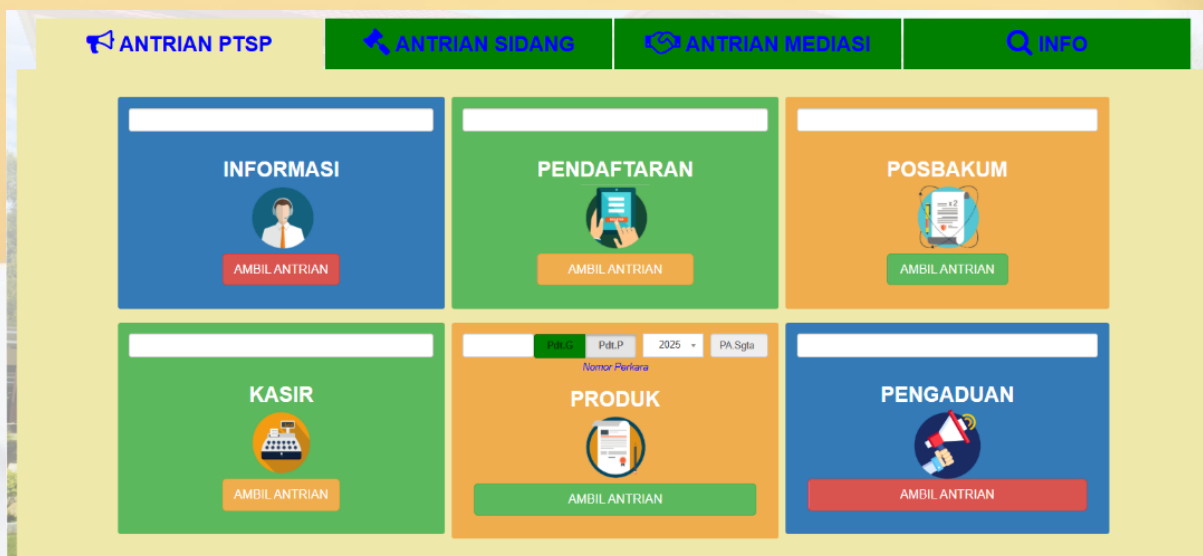 ANTRIAN PTSP
ANTRIAN SIDANG
ANTRIAN MEDIASI
INFO
INFORMASI
AMBIL ANTRIAN
PENDAFTARAN
AMBIL ANTRIAN
POSBAKUM
x2
AMBIL ANTRIAN
KASIR
AMBIL ANTRIAN
Pdt.G Pdt.P 2025 PA.Sgta
Nomor Perkara
PRODUK
AMBIL ANTRIAN
PENGADUAN
AMBIL ANTRIAN